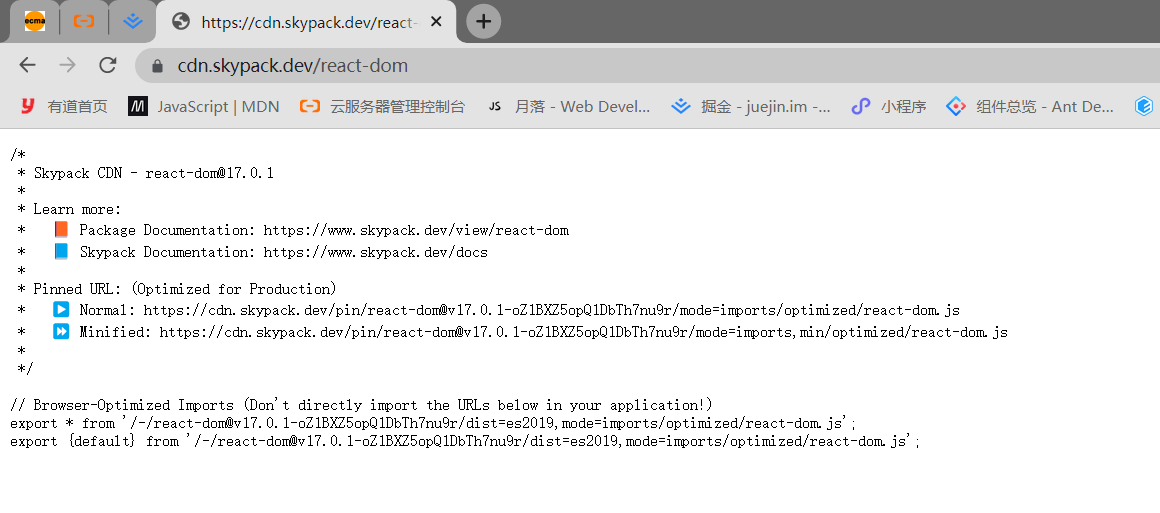 ecma
https://cdn.skypack.dev/react-
cdn.skypack.dev/react-dom
有道首页 JavaScript | MDN 云服务器管理控制台 JS 月落 - Web Devel... 掘金 - juejin.im -... 小程序 组件总览 - Ant De...
/*
 * Skypack CDN - react-dom@17.0.1
 *
 * Learn more:
 *   📙 Package Documentation: https://www.skypack.dev/view/react-dom
 *   📘 Skypack Documentation: https://www.skypack.dev/docs
 *
 * Pinned URL: (Optimized for Production)
 *   ▶️ Normal: https://cdn.skypack.dev/pin/react-dom@v17.0.1-oZ1BXZ5opQ1DbTh7nu9r/mode=imports/optimized/react-dom.js
 *   ⏩ Minified: https://cdn.skypack.dev/pin/react-dom@v17.0.1-oZ1BXZ5opQ1DbTh7nu9r/mode=imports,min/optimized/react-dom.js
 *
 */
// Browser-Optimized Imports (Don't directly import the URLs below in your application!)
export * from '/-/react-dom@v17.0.1-oZ1BXZ5opQ1DbTh7nu9r/dist=es2019,mode=imports/optimized/react-dom.js';
export {default} from '/-/react-dom@v17.0.1-oZ1BXZ5opQ1DbTh7nu9r/dist=es2019,mode=imports/optimized/react-dom.js';